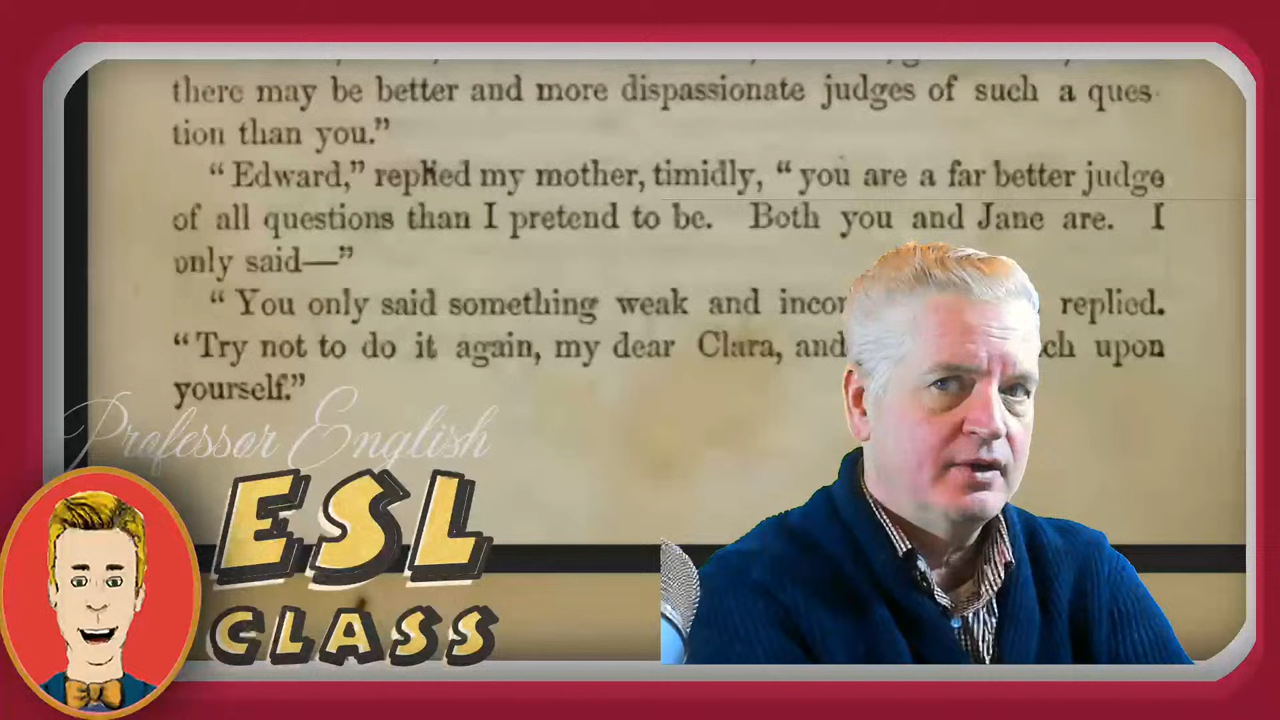 there may be better and more dispassionate judges of such a ques-
tion than you.”
“Edward,” replied my mother, timidly, “you are a far better judge
of all questions than I pretend to be. Both you and Jane are. I
only said—”
“You only said something weak and replied.
“Try not to do it again, my dear Clara, and upon
yourself.”
Professor English
ESL
CLASS